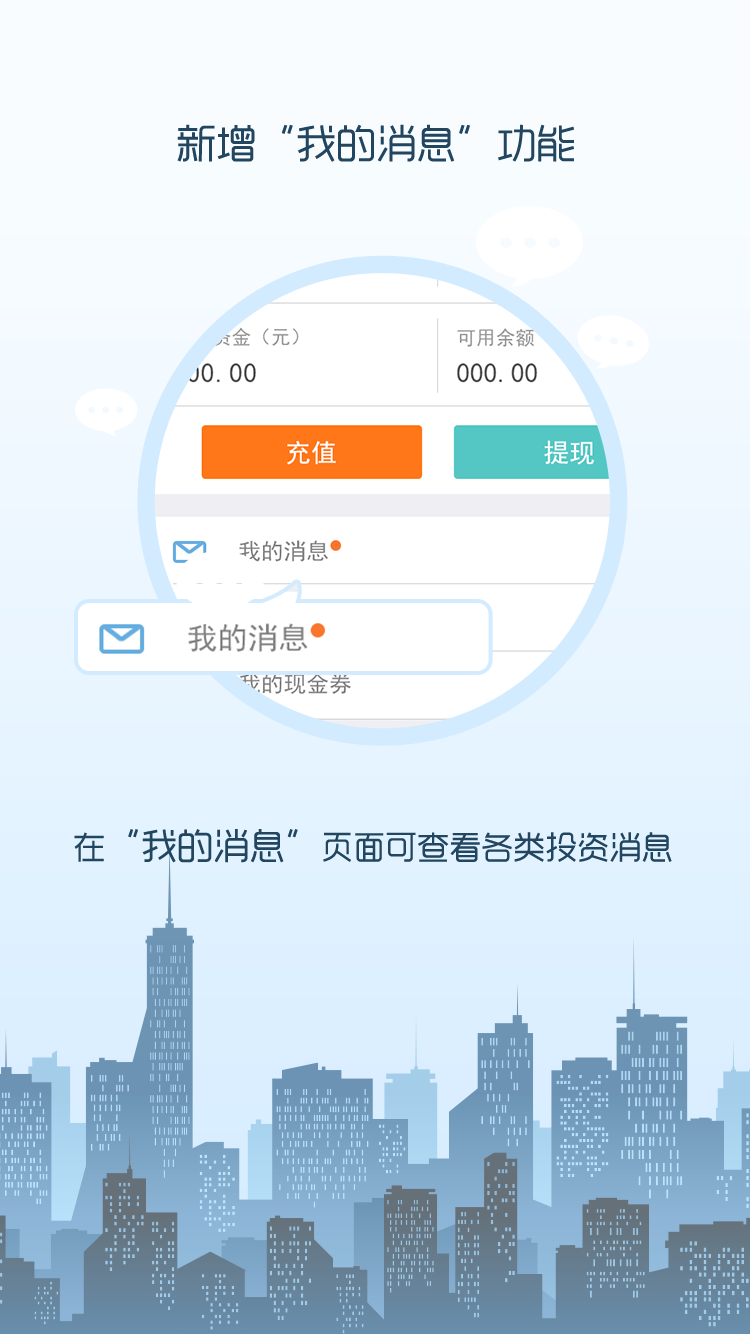 新增“我的消息”功能
资金（元） 可用余额
00.00 000.00
充值 提现
我的消息
我的消息
我的现金券
在“我的消息”页面可查看各类投资消息